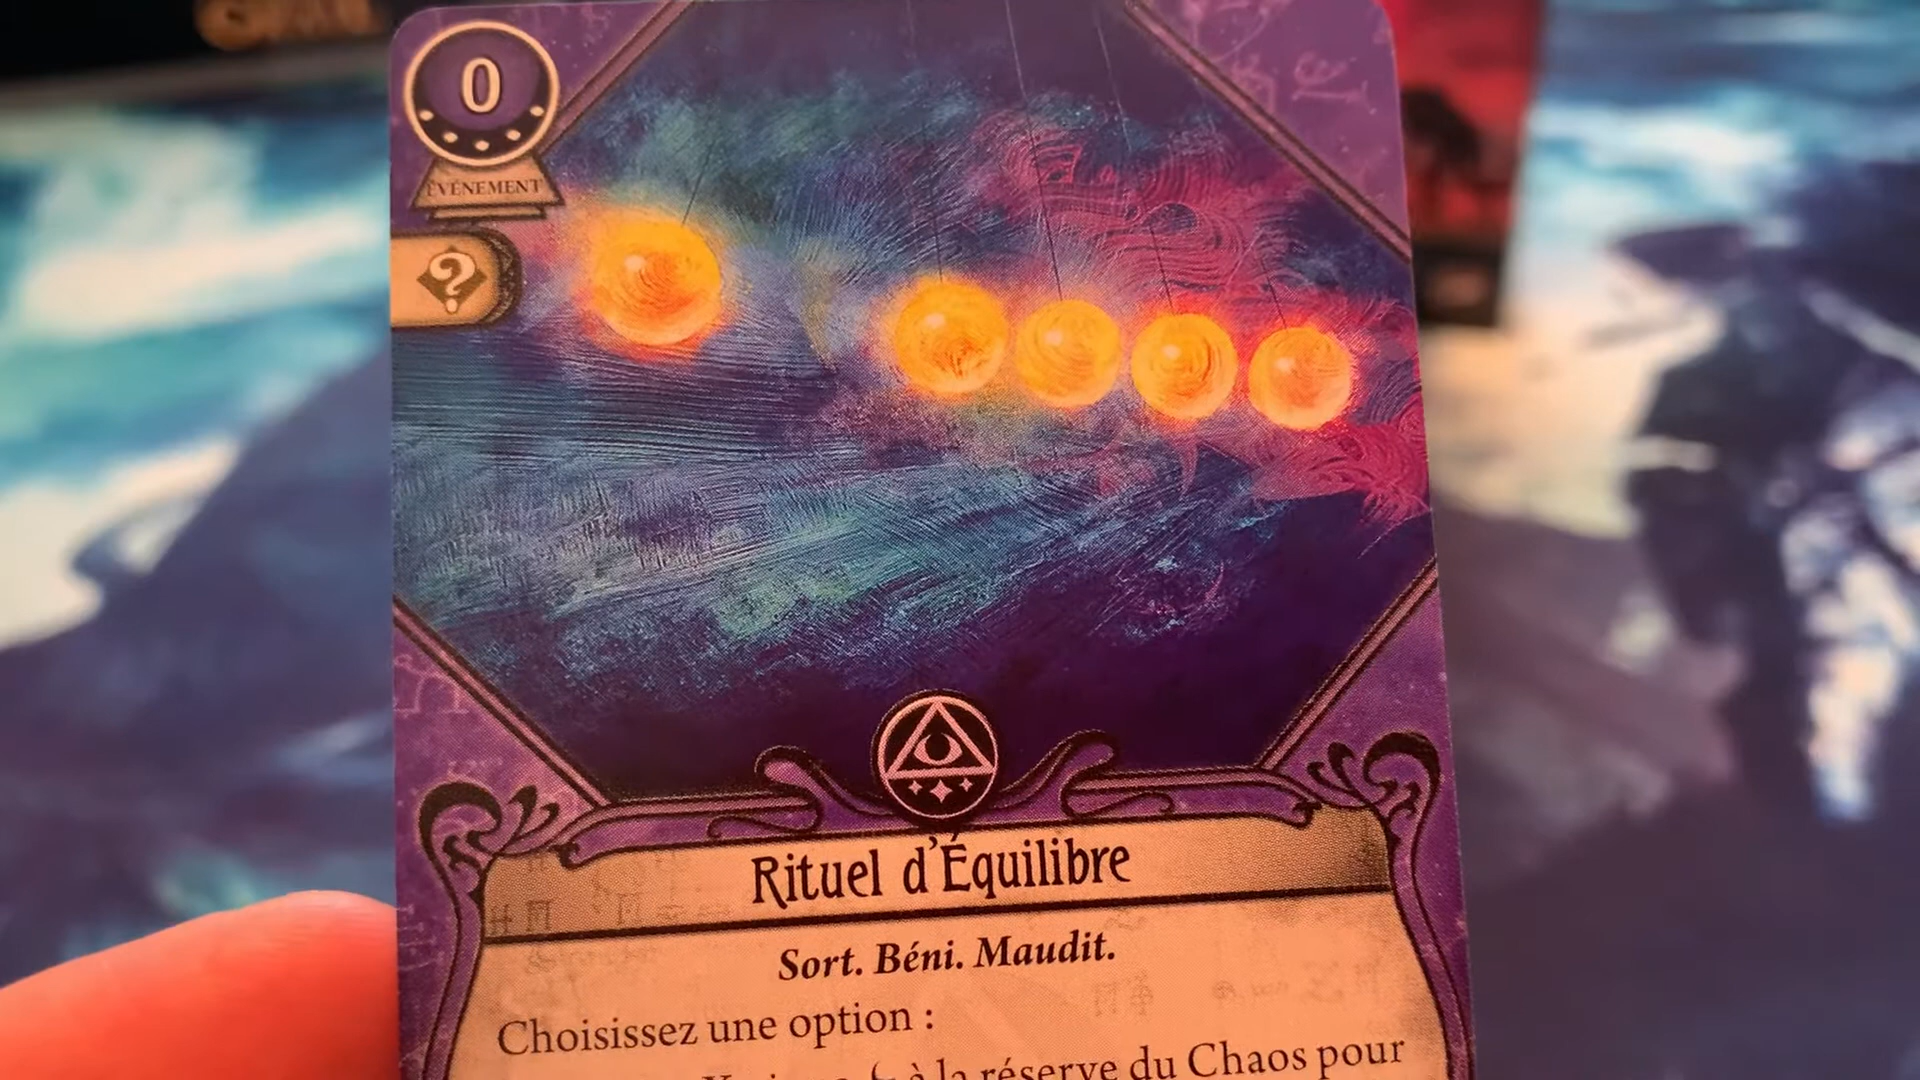 0
ÉVÉNEMENT
?
Rituel d'Équilibre
Sort. Béni. Maudit.
Choisissez une option :
à la réserve du Chaos pour